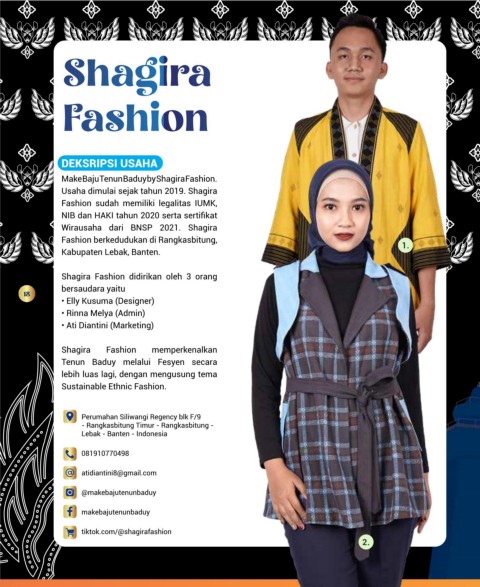 Shagira
Fashion
DEKSRIPSI USAHA
MakeBajuTenunBaduybyShagiraFashion.
Usaha dimulai sejak tahun 2019. Shagira
Fashion sudah memiliki legalitas IUMK,
NIB dan HAKI tahun 2020 serta sertifikat
Wirausaha dari BNSP 2021. Shagira
Fashion berkedudukan di Rangkasbitung,
Kabupaten Lebak, Banten.
Shagira Fashion didirikan oleh 3 orang
bersaudara yaitu
• Elly Kusuma (Designer)
• Rinna Melya (Admin)
• Ati Diantini (Marketing)
Shagira Fashion memperkenalkan
Tenun Baduy melalui Fesyen secara
lebih luas lagi, dengan mengusung tema
Sustainable Ethnic Fashion.
Perumahan Siliwangi Regency blk F/9
- Rangkasbitung Timur - Rangkasbitung -
Lebak - Banten - Indonesia
081910770498
atidiantini8@gmail.com
@makebajutenunbaduy
makebajutenunbaduy
tiktok.com/@shagirafashion
1.
2.